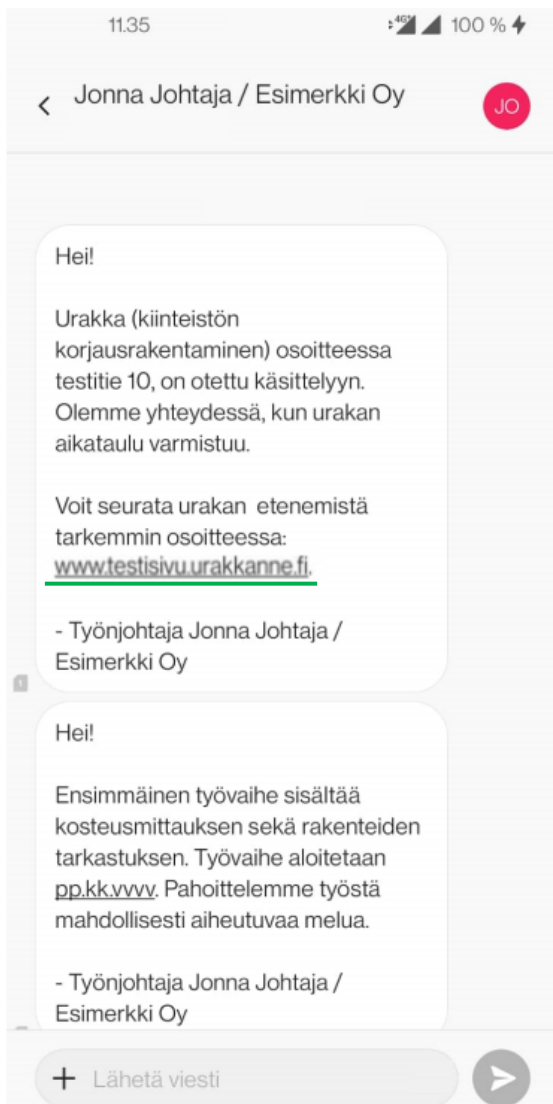 11.35 4G+ 100 %
Jonna Johtaja / Esimerkki Oy
JO
Hei!
Urakka (kiinteistön
korjausrakentaminen) osoitteessa
testitie 10, on otettu käsittelyyn.
Olemme yhteydessä, kun urakan
aikataulu varmistuu.
Voit seurata urakan etenemistä
tarkemmin osoitteessa:
www.testisivu.urakkanne.fi.
- Työnjohtaja Jonna Johtaja /
Esimerkki Oy
1
Hei!
Ensimmäinen työvaihe sisältää
kosteusmittauksen sekä rakenteiden
tarkastuksen. Työvaihe aloitetaan
pp.kk.vvvv. Pahoittelemme työstä
mahdollisesti aiheutuvaa melua.
- Työnjohtaja Jonna Johtaja /
Esimerkki Oy
+ Lähetä viesti